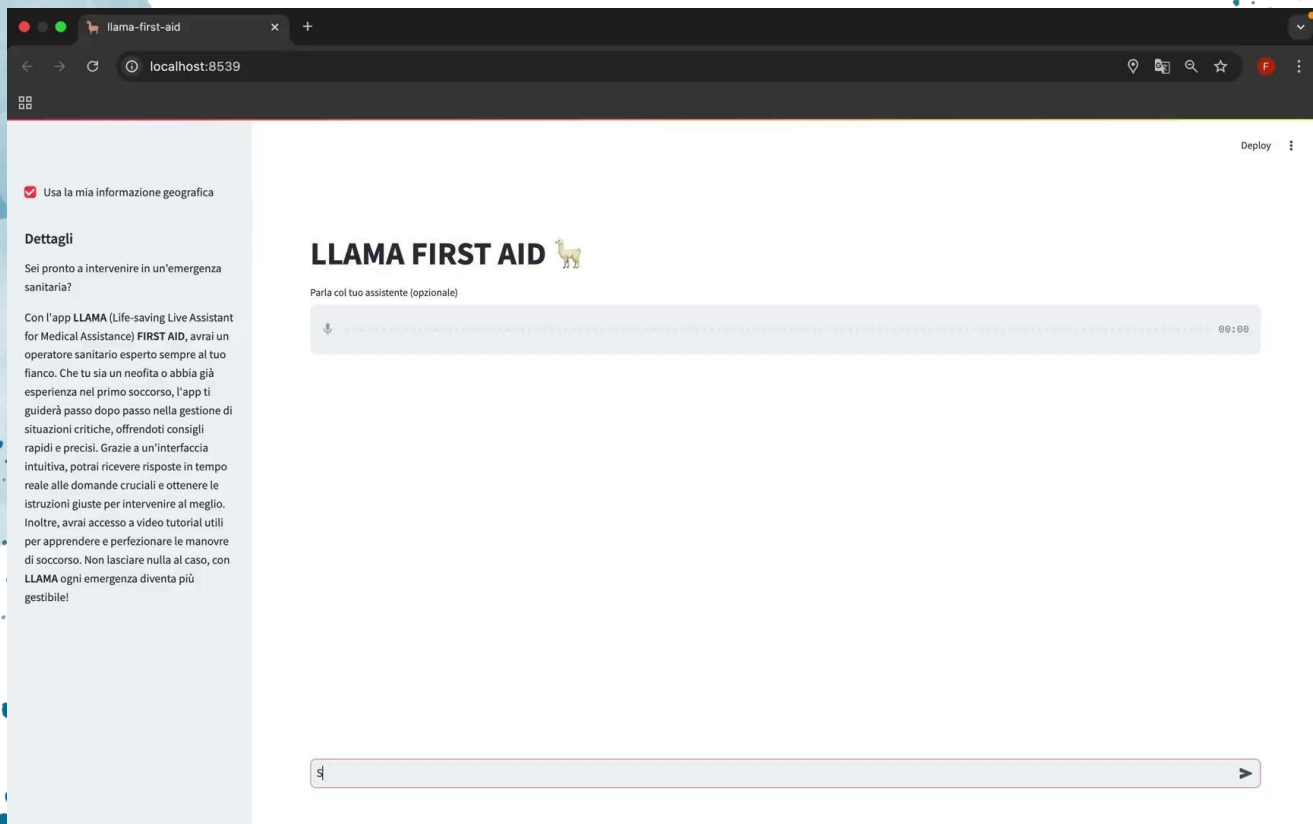 llama-first-aid
localhost:8539
F
Deploy
Usa la mia informazione geografica
Dettagli
Sei pronto a intervenire in un'emergenza
sanitaria?
Con l'app LLAMA (Life-saving Live Assistant
for Medical Assistance) FIRST AID, avrai un
operatore sanitario esperto sempre al tuo
fianco. Che tu sia un neofita o abbia già
esperienza nel primo soccorso, l'app ti
guiderà passo dopo passo nella gestione di
situazioni critiche, offrendoti consigli
rapidi e precisi. Grazie a un'interfaccia
intuitiva, potrai ricevere risposte in tempo
reale alle domande cruciali e ottenere le
istruzioni giuste per intervenire al meglio.
Inoltre, avrai accesso a video tutorial utili
per apprendere e perfezionare le manovre
di soccorso. Non lasciare nulla al caso, con
LLAMA ogni emergenza diventa più
gestibile!
LLAMA FIRST AID
Parla col tuo assistente (opzionale)
00:00
S